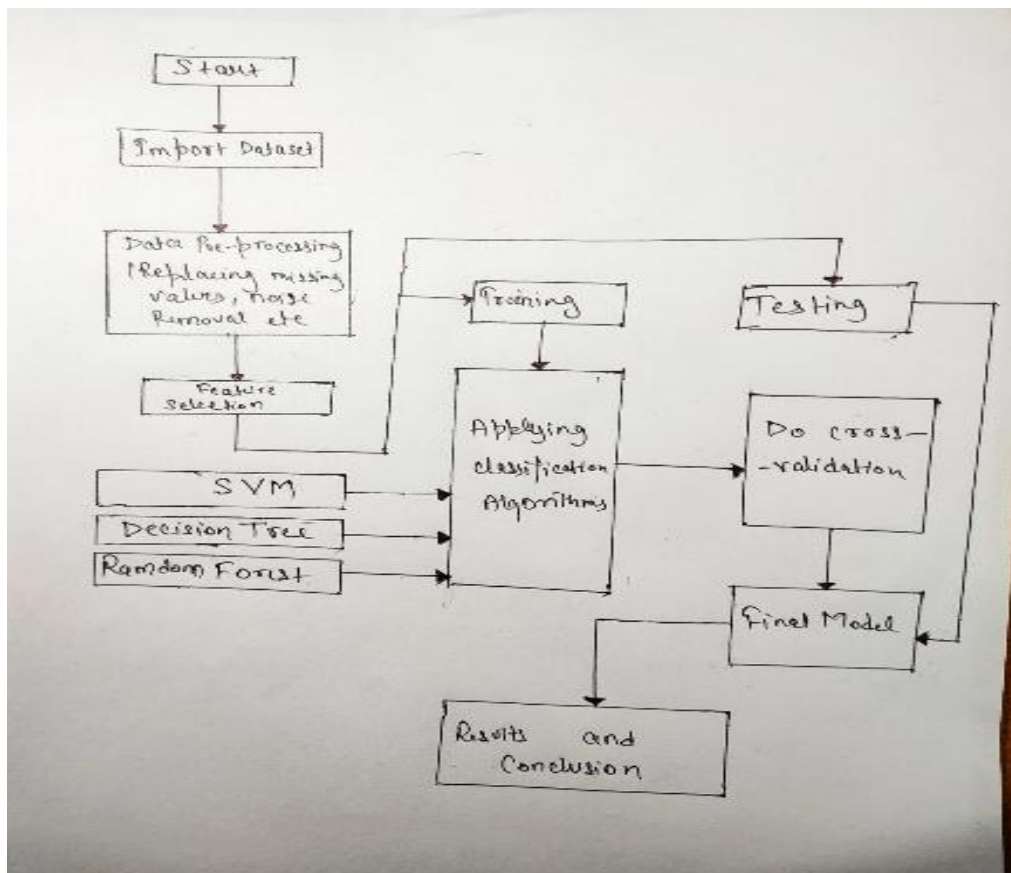 Start
Import Dataset
Data Pre-processing
(Replacing missing
values, noise
Removal etc
Feature
Selection
Training
Testing
Applying
classification
Algorithms
Do cross-
-validation
SVM
Decision Tree
Ramdom Forest
Final Model
Results and
Conclusion